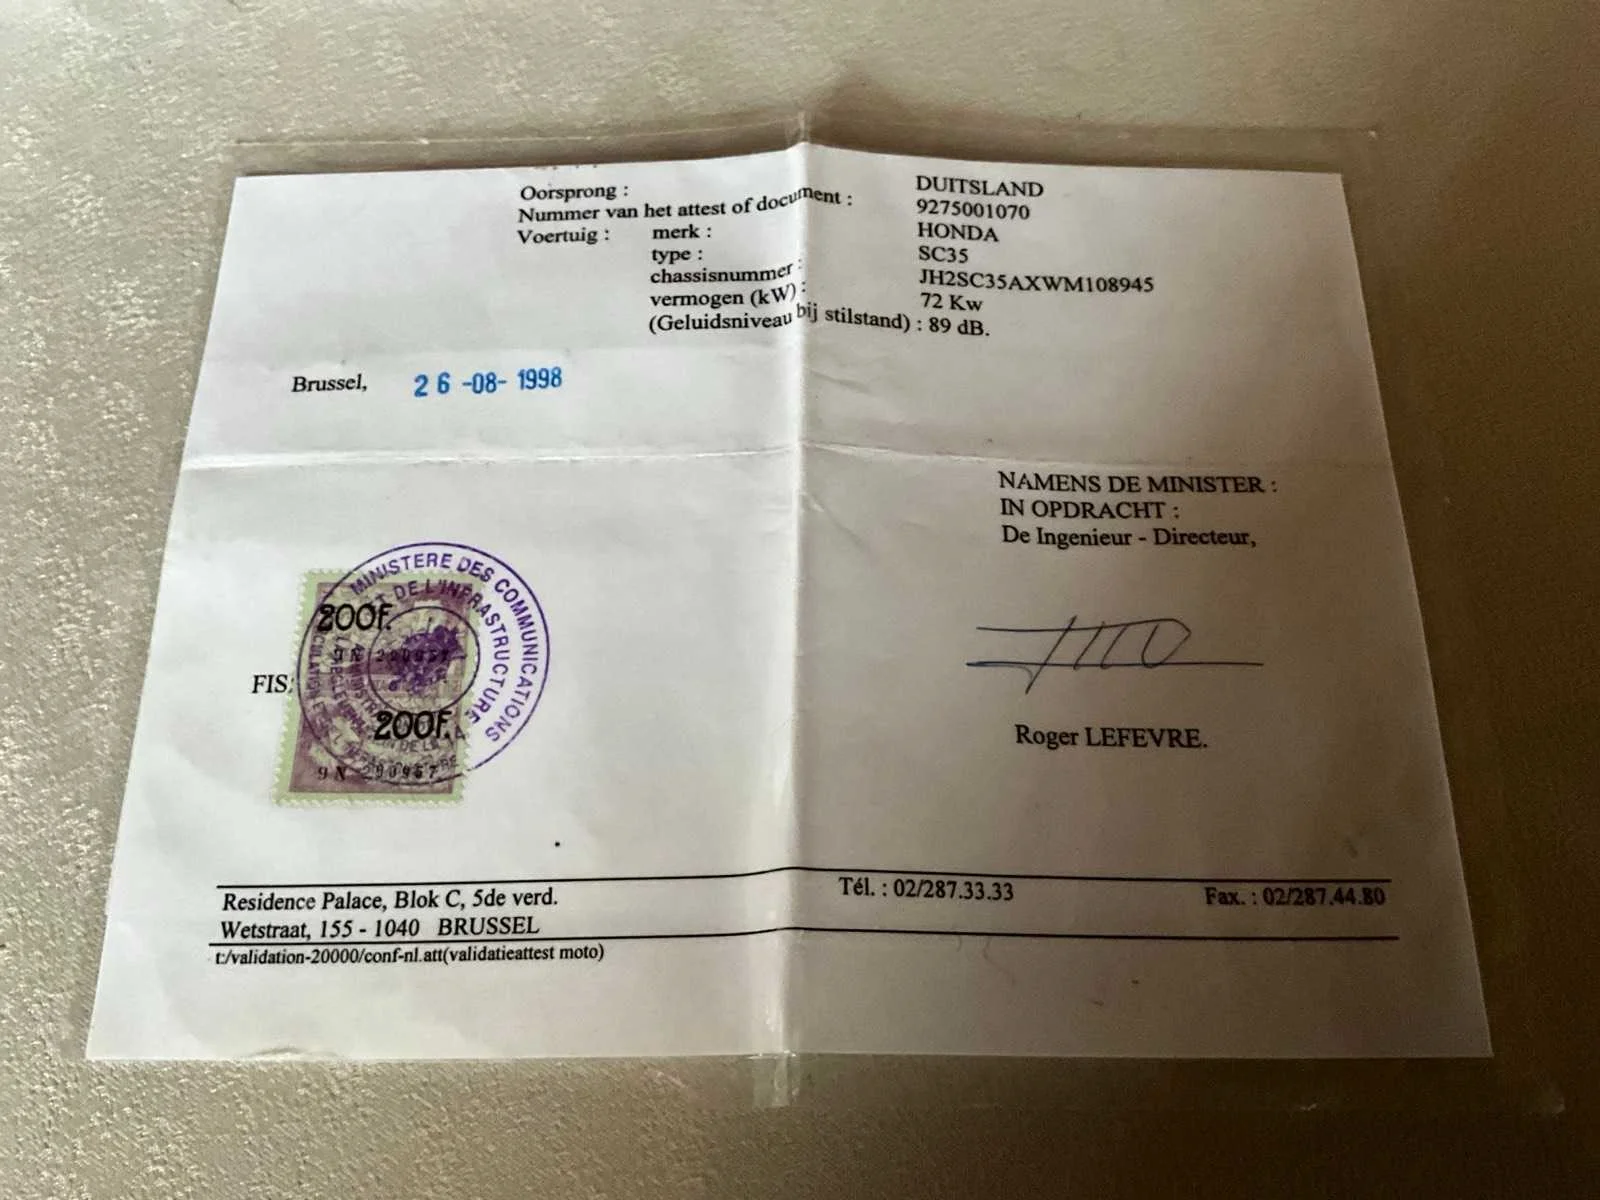 Oorsprong : DUITSLAND
Nummer van het attest of document : 9275001070
Voertuig : merk : HONDA
type : SC35
chassisnummer : JH2SC35AXWM108945
vermogen (kW) : 72 Kw
(Geluidsniveau bij stilstand) : 89 dB.
Brussel, 26 -08- 1998
NAMENS DE MINISTER :
IN OPDRACHT :
De Ingenieur - Directeur,
MINISTERE DES COMMUNICATIONS
ET DE L'INFRASTRUCTURE
200F.
FIS
200F.
9N 290957
Roger LEFEVRE.
Residence Palace, Blok C, 5de verd. Tél. : 02/287.33.33 Fax. : 02/287.44.80
Wetstraat, 155 - 1040 BRUSSEL
t:/validation-20000/conf-nl.att(validatieattest moto)